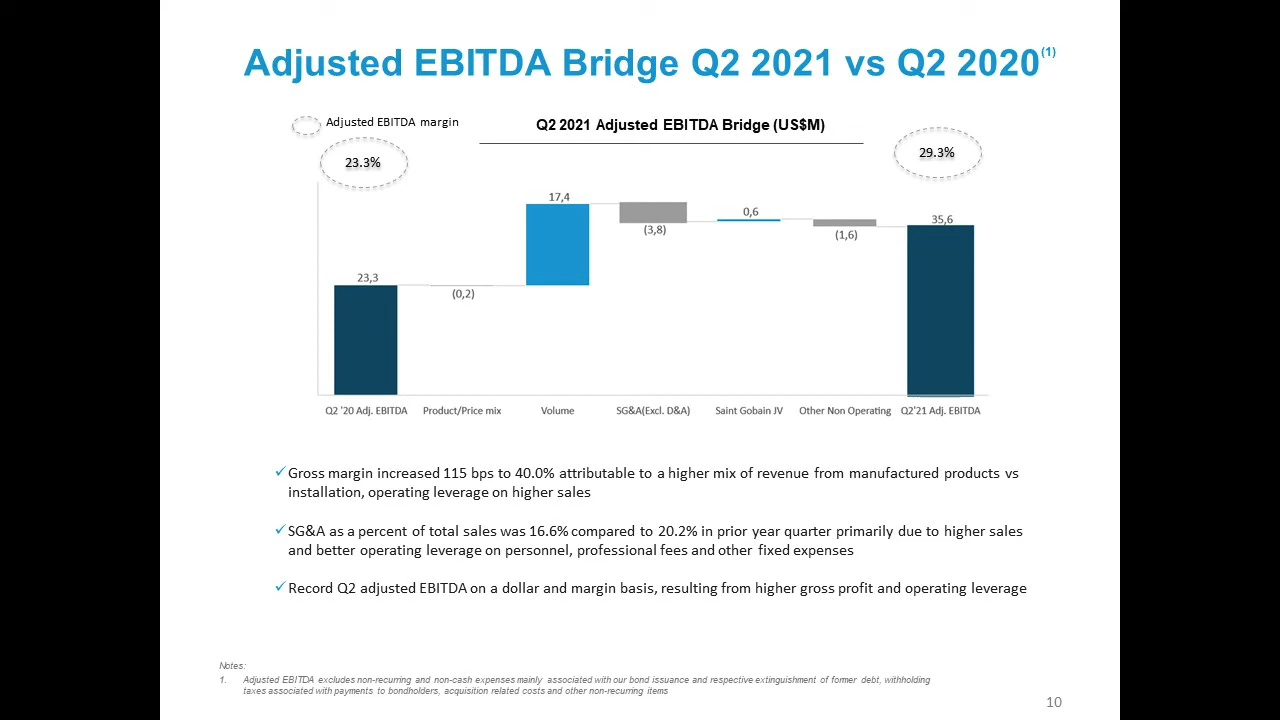 Adjusted EBITDA Bridge Q2 2021 vs Q2 2020(1)
Adjusted EBITDA margin
Q2 2021 Adjusted EBITDA Bridge (US$M)
23.3%
29.3%
17,4
0,6
35,6
(3,8)
(1,6)
23,3
(0,2)
Q2 '20 Adj. EBITDA
Product/Price mix
Volume
SG&A(Excl. D&A)
Saint Gobain JV
Other Non Operating
Q2'21 Adj. EBITDA
✓Gross margin increased 115 bps to 40.0% attributable to a higher mix of revenue from manufactured products vs
installation, operating leverage on higher sales
✓SG&A as a percent of total sales was 16.6% compared to 20.2% in prior year quarter primarily due to higher sales
and better operating leverage on personnel, professional fees and other fixed expenses
✓Record Q2 adjusted EBITDA on a dollar and margin basis, resulting from higher gross profit and operating leverage
Notes:
1. Adjusted EBITDA excludes non-recurring and non-cash expenses mainly associated with our bond issuance and respective extinguishment of former debt, withholding
taxes associated with payments to bondholders, acquisition related costs and other non-recurring items
10